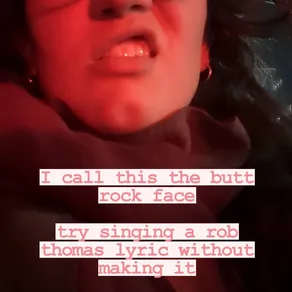 I call this the butt
rock face
try singing a rob
thomas lyric without
making it